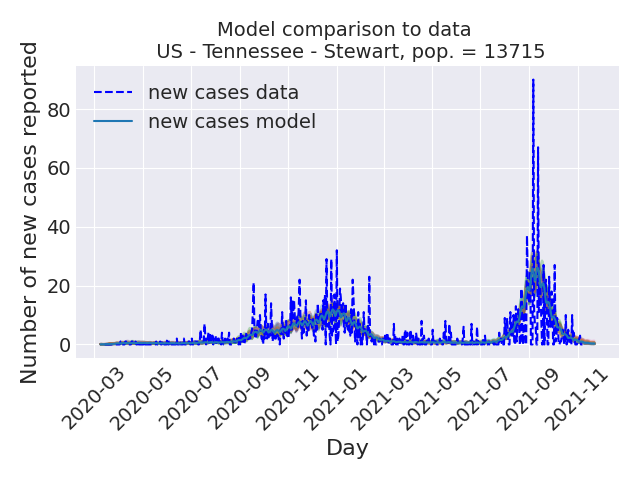 Model comparison to data
US - Tennessee - Stewart, pop. = 13715
Number of new cases reported
80
60
40
20
0
new cases data
new cases model
2020-03
2020-05
2020-07
2020-09
2020-11
2021-01
2021-03
2021-05
2021-07
2021-09
2021-11
Day